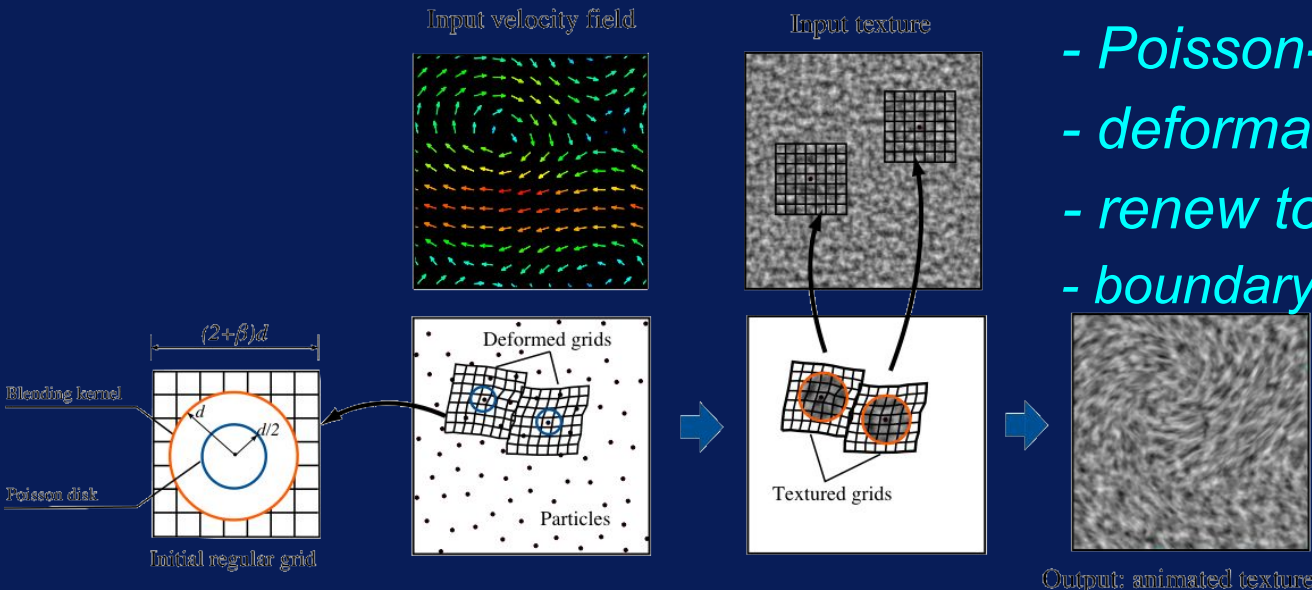 Input velocity field
Input texture
- Poisson-
- deforma
- renew to
- boundary
(2+β)d
Blending kernel
d
d/2
Poisson disk
Initial regular grid
Deformed grids
Particles
Textured grids
Output: animated texture